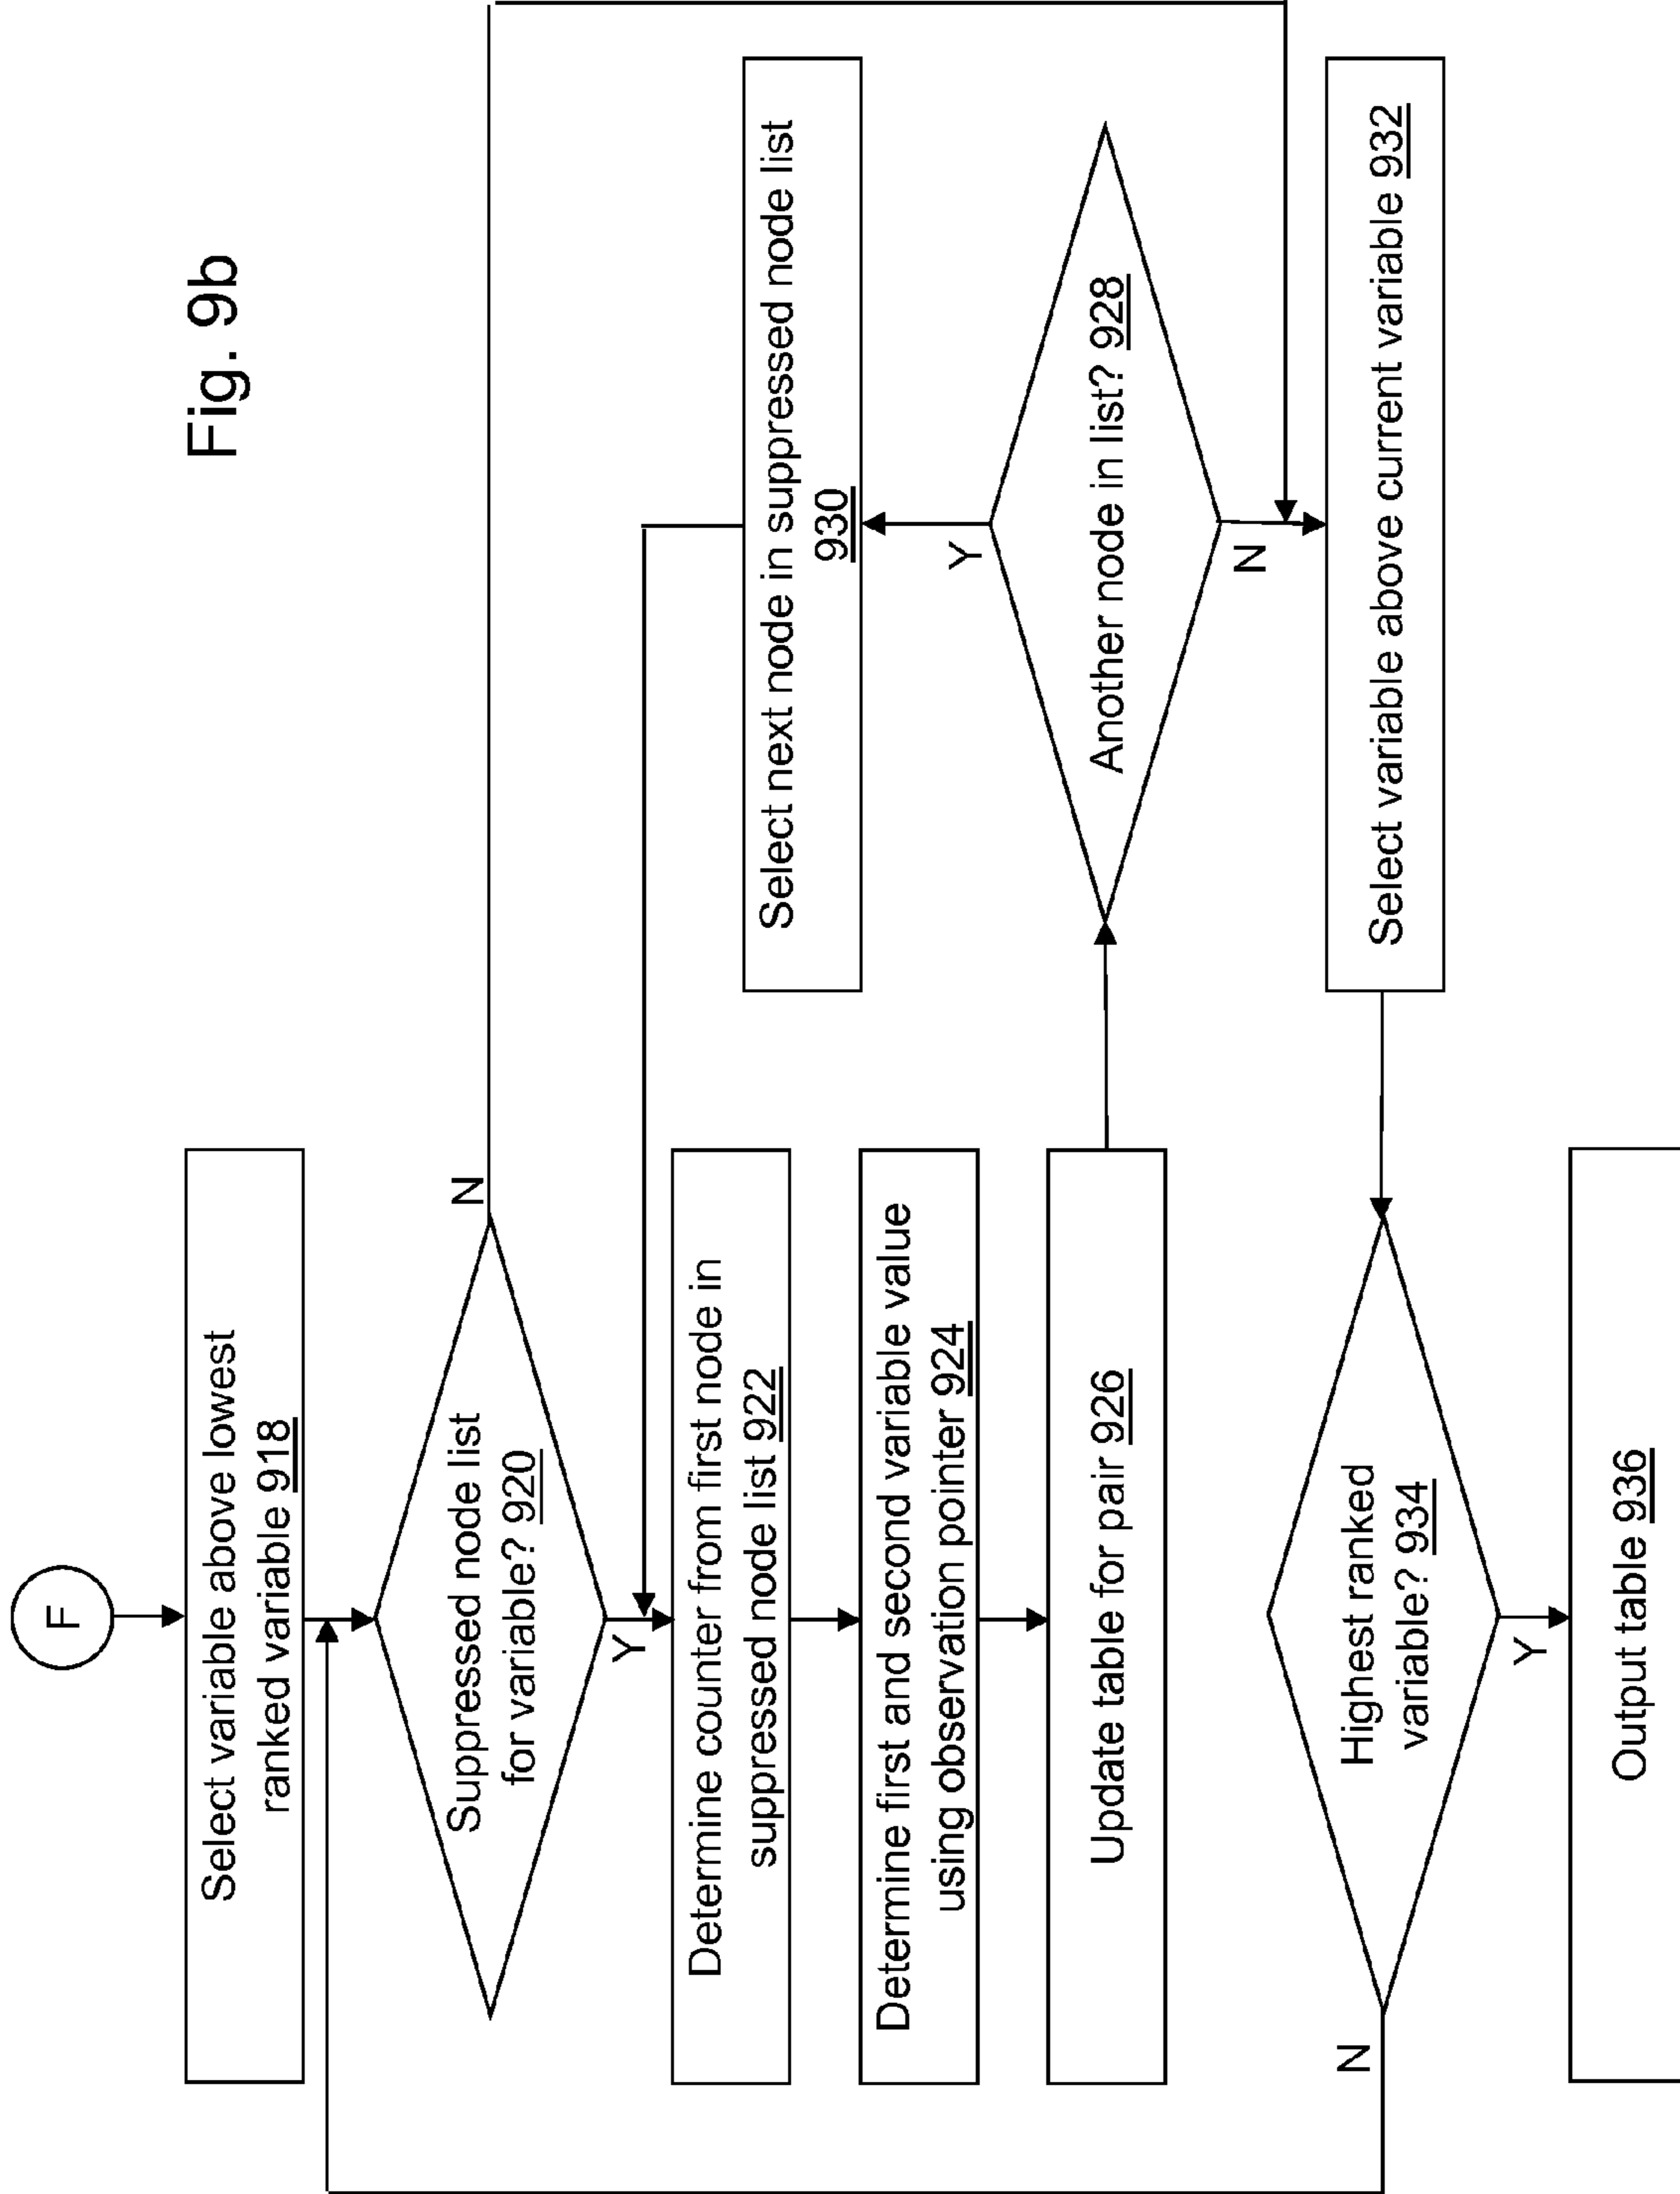 Fig. 9b
F
Select variable above lowest
ranked variable 918
Suppressed node list
for variable? 920
N
Y
Determine counter from first node in
suppressed node list 922
Determine first and second variable value
using observation pointer 924
Update table for pair 926
Select next node in suppressed node list
930
Y
Another node in list? 928
N
Select variable above current variable 932
Highest ranked
variable? 934
N
Y
Output table 936